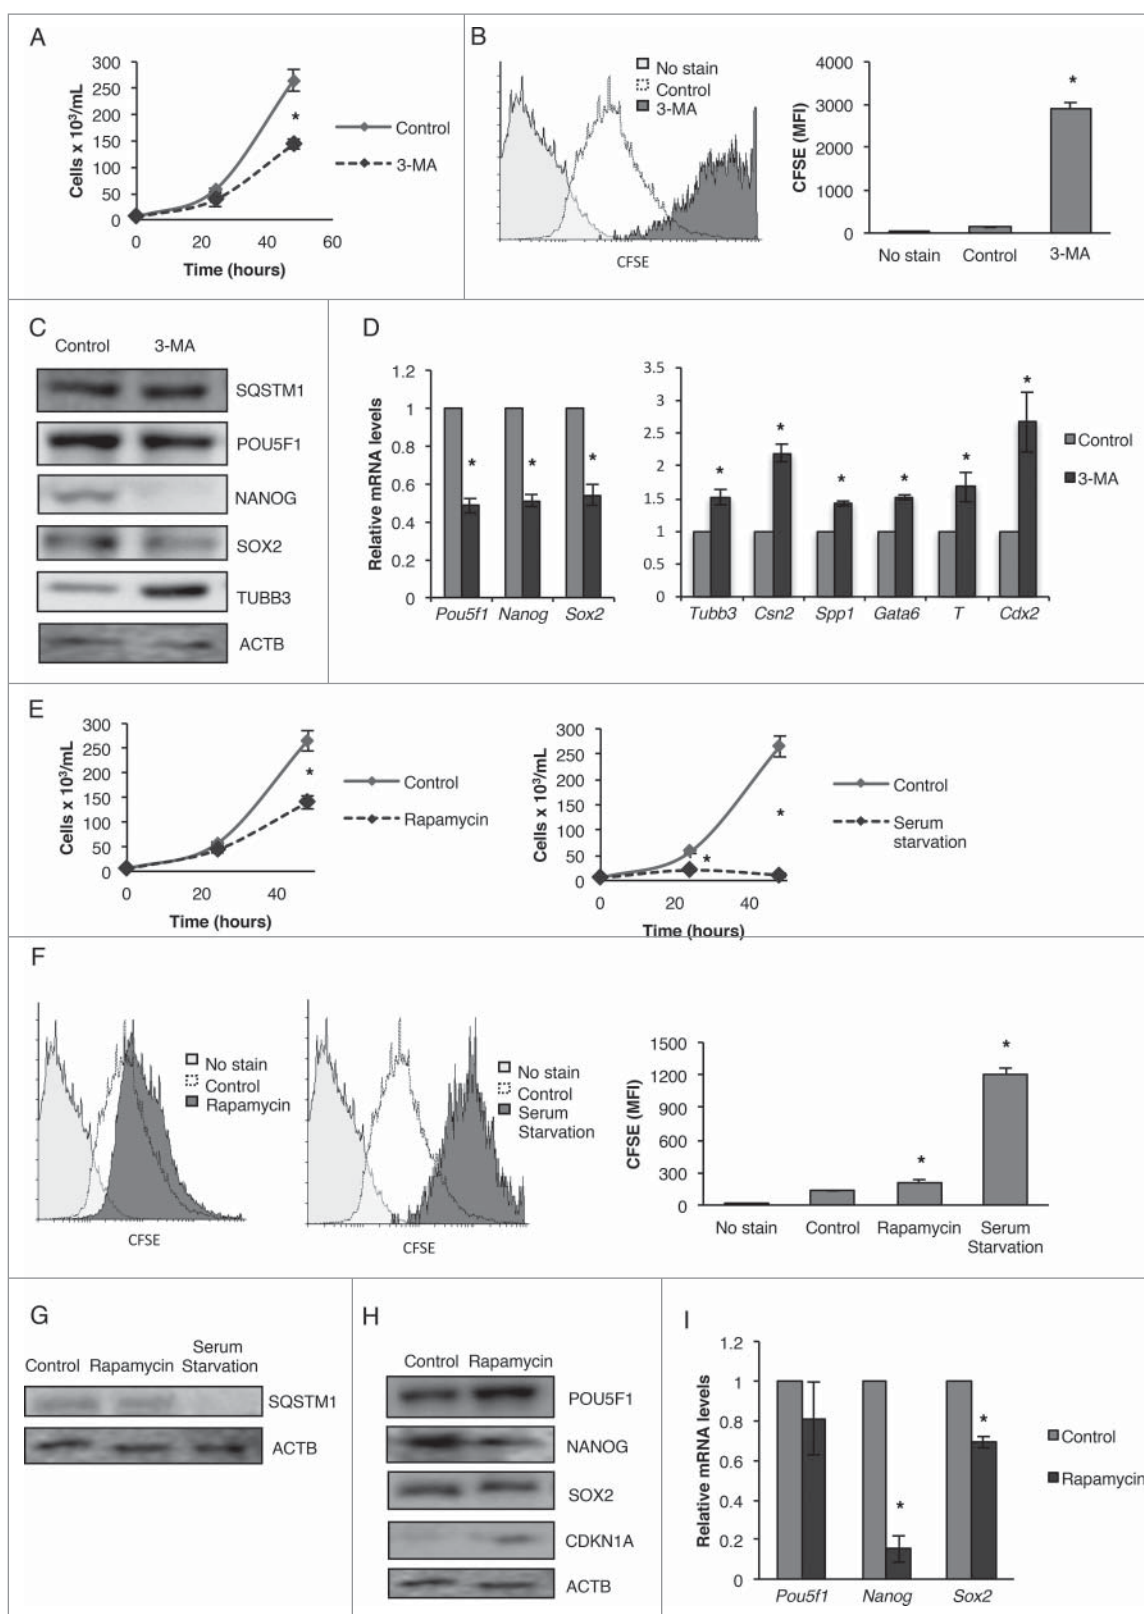 A
300
250
200
150
100
50
0
Cells x 10³/mL
0 20 40 60
Time (hours)
*
Control
3-MA
B
No stain
Control
3-MA
CFSE
4000
3000
2000
1000
0
CFSE (MFI)
*
No stain Control 3-MA
C
Control 3-MA
SQSTM1
POU5F1
NANOG
SOX2
TUBB3
ACTB
D
1.2
1
0.8
0.6
0.4
0.2
0
Relative mRNA levels
* * *
Pou5f1 Nanog Sox2
3.5
3
2.5
2
1.5
1
0.5
0
* * * * * *
Tubb3 Csn2 Spp1 Gata6 T Cdx2
Control
3-MA
E
300
250
200
150
100
50
0
Cells x 10³/mL
0 20 40
Time (hours)
*
Control
Rapamycin
300
250
200
150
100
50
0
Cells x 10³/mL
0 20 40
Time (hours)
* *
Control
Serum
starvation
F
No stain
Control
Rapamycin
CFSE
No stain
Control
Serum
Starvation
CFSE
1500
1200
900
600
300
0
CFSE (MFI)
* *
No stain Control Rapamycin Serum
Starvation
G
Serum
Control Rapamycin Starvation
SQSTM1
ACTB
H
Control Rapamycin
POU5F1
NANOG
SOX2
CDKN1A
ACTB
I
1.2
1
0.8
0.6
0.4
0.2
0
Relative mRNA levels
* *
Pou5f1 Nanog Sox2
Control
Rapamycin